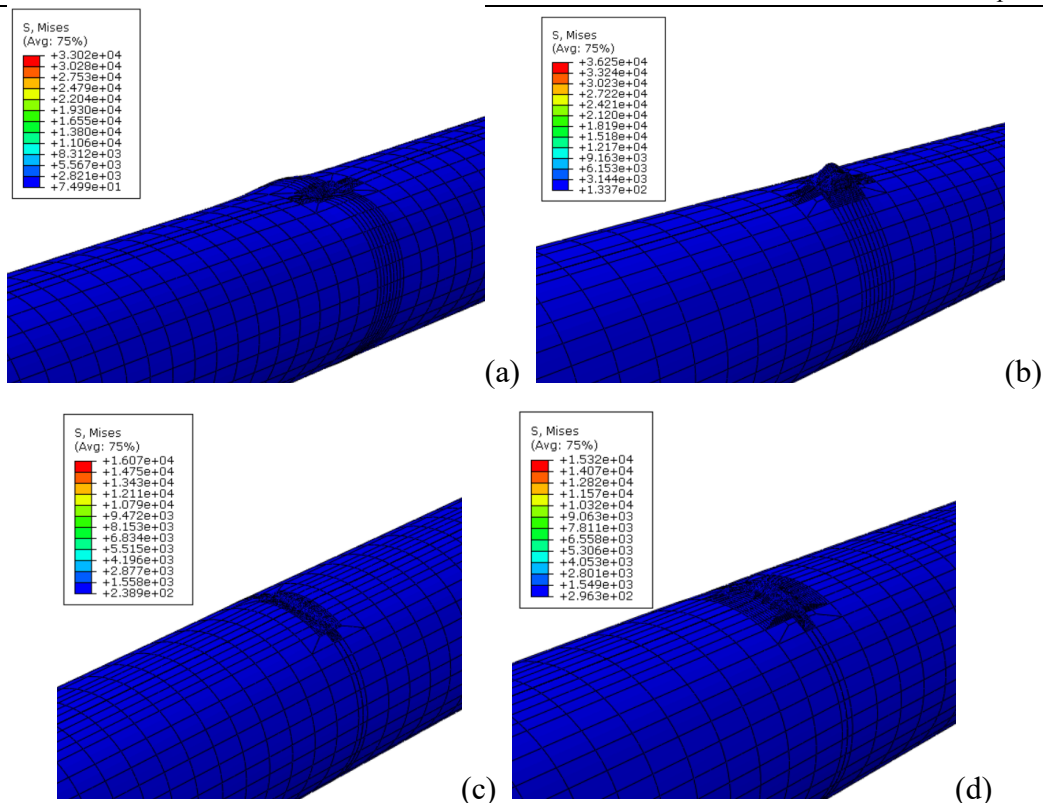 S, Mises
(Avg: 75%)
+3.302e+04
+3.028e+04
+2.753e+04
+2.479e+04
+2.204e+04
+1.930e+04
+1.655e+04
+1.380e+04
+1.106e+04
+8.312e+03
+5.567e+03
+2.821e+03
+7.499e+01
(a)
S, Mises
(Avg: 75%)
+3.625e+04
+3.324e+04
+3.023e+04
+2.722e+04
+2.421e+04
+2.120e+04
+1.819e+04
+1.518e+04
+1.217e+04
+9.163e+03
+6.153e+03
+3.144e+03
+1.337e+02
(b)
S, Mises
(Avg: 75%)
+1.607e+04
+1.475e+04
+1.343e+04
+1.211e+04
+1.079e+04
+9.472e+03
+8.153e+03
+6.834e+03
+5.515e+03
+4.196e+03
+2.877e+03
+1.558e+03
+2.389e+02
(c)
S, Mises
(Avg: 75%)
+1.532e+04
+1.407e+04
+1.282e+04
+1.157e+04
+1.032e+04
+9.063e+03
+7.811e+03
+6.558e+03
+5.306e+03
+4.053e+03
+2.801e+03
+1.549e+03
+2.963e+02
(d)